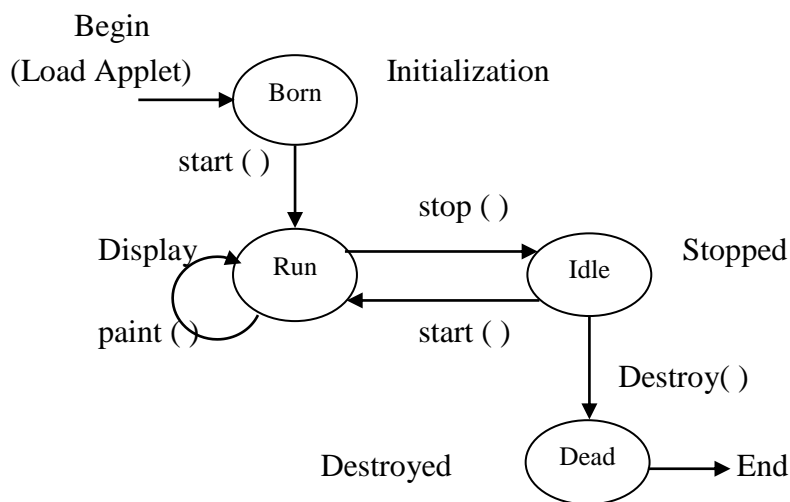 Begin
(Load Applet)
Born
Initialization
start ( )
stop ( )
Display
Run
Idle
Stopped
paint ( )
start ( )
Destroy( )
Destroyed
Dead
End